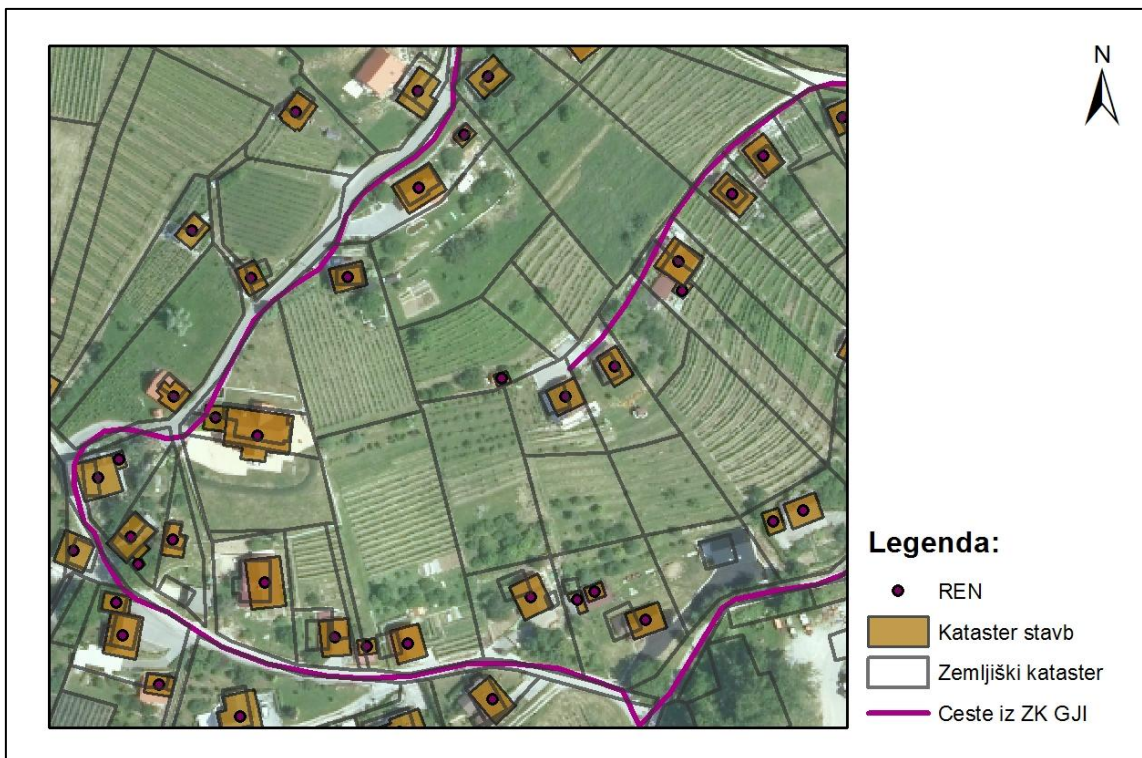 N
Legenda:
REN
Kataster stavb
Zemljiški kataster
Ceste iz ZK GJI